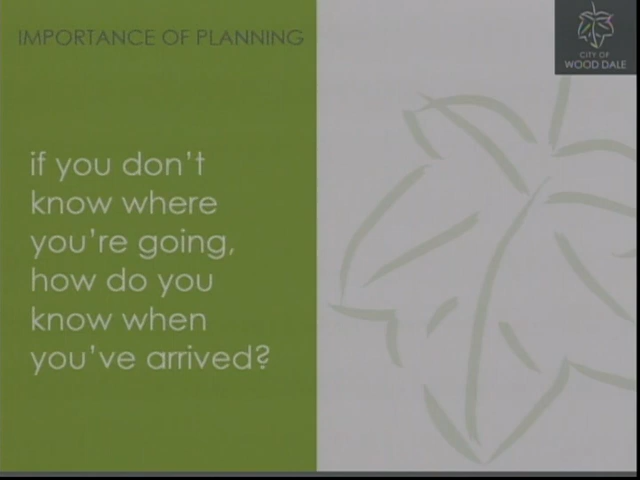 IMPORTANCE OF PLANNING
CITY OF
WOOD DALE
if you don't
know where
you're going,
how do you
know when
you've arrived?